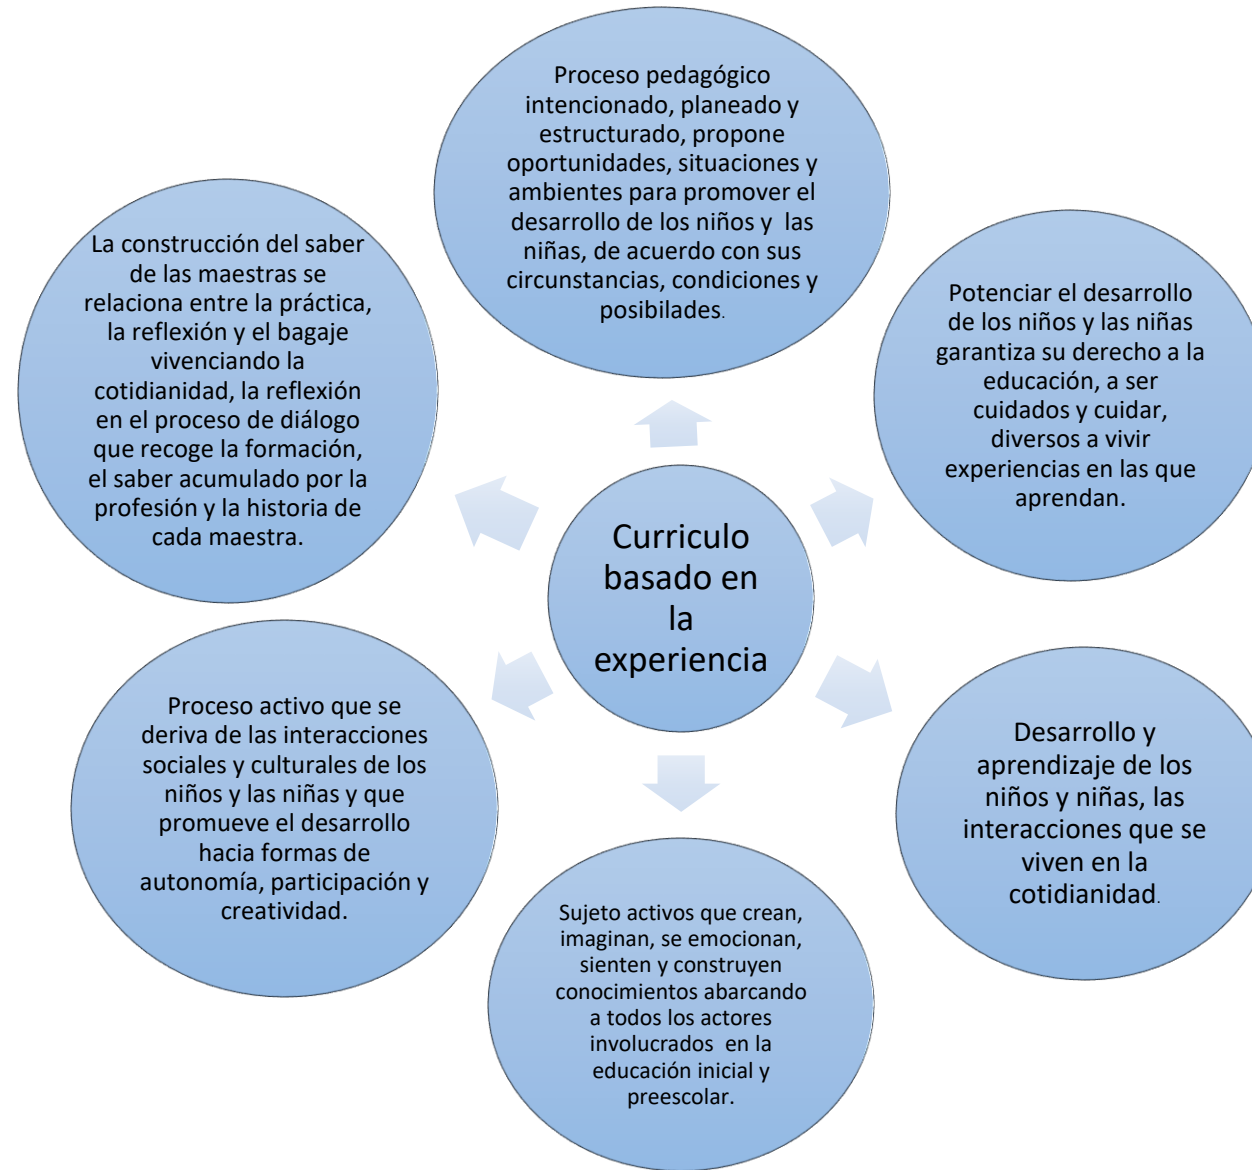 Proceso pedagógico
intencionado, planeado y
estructurado, propone
oportunidades, situaciones y
ambientes para promover el
desarrollo de los niños y  las
niñas, de acuerdo con sus
circunstancias, condiciones y
posibilades.
Potenciar el desarrollo
de los niños y las niñas
garantiza su derecho a la
educación, a ser
cuidados y cuidar,
diversos a vivir
experiencias en las que
aprendan.
Desarrollo y
aprendizaje de los
niños y niñas, las
interacciones que se
viven en la
cotidianidad.
Sujeto activos que crean,
imaginan, se emocionan,
sienten y construyen
conocimientos abarcando
a todos los actores
involucrados  en la
educación inicial y
preescolar.
Proceso activo que se
deriva de las interacciones
sociales y culturales de los
niños y las niñas y que
promueve el desarrollo
hacia formas de
autonomía, participación y
creatividad.
La construcción del saber
de las maestras se
relaciona entre la práctica,
la reflexión y el bagaje
vivenciando la
cotidianidad, la reflexión
en el proceso de diálogo
que recoge la formación,
el saber acumulado por la
profesión y la historia de
cada maestra.
Curriculo
basado en
la
experiencia